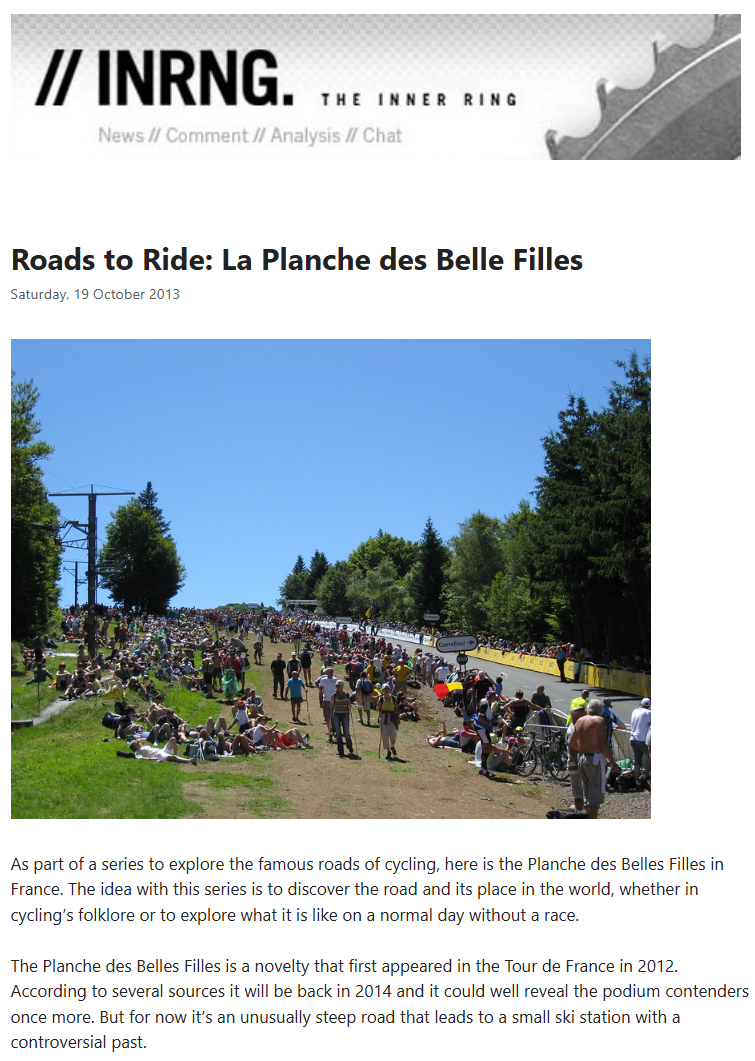 // INRNG. THE INNER RING
News // Comment // Analysis // Chat
Roads to Ride: La Planche des Belle Filles
Saturday, 19 October 2013
Carrefour
As part of a series to explore the famous roads of cycling, here is the Planche des Belles Filles in
France. The idea with this series is to discover the road and its place in the world, whether in
cycling’s folklore or to explore what it is like on a normal day without a race.
The Planche des Belles Filles is a novelty that first appeared in the Tour de France in 2012.
According to several sources it will be back in 2014 and it could well reveal the podium contenders
once more. But for now it’s an unusually steep road that leads to a small ski station with a
controversial past.